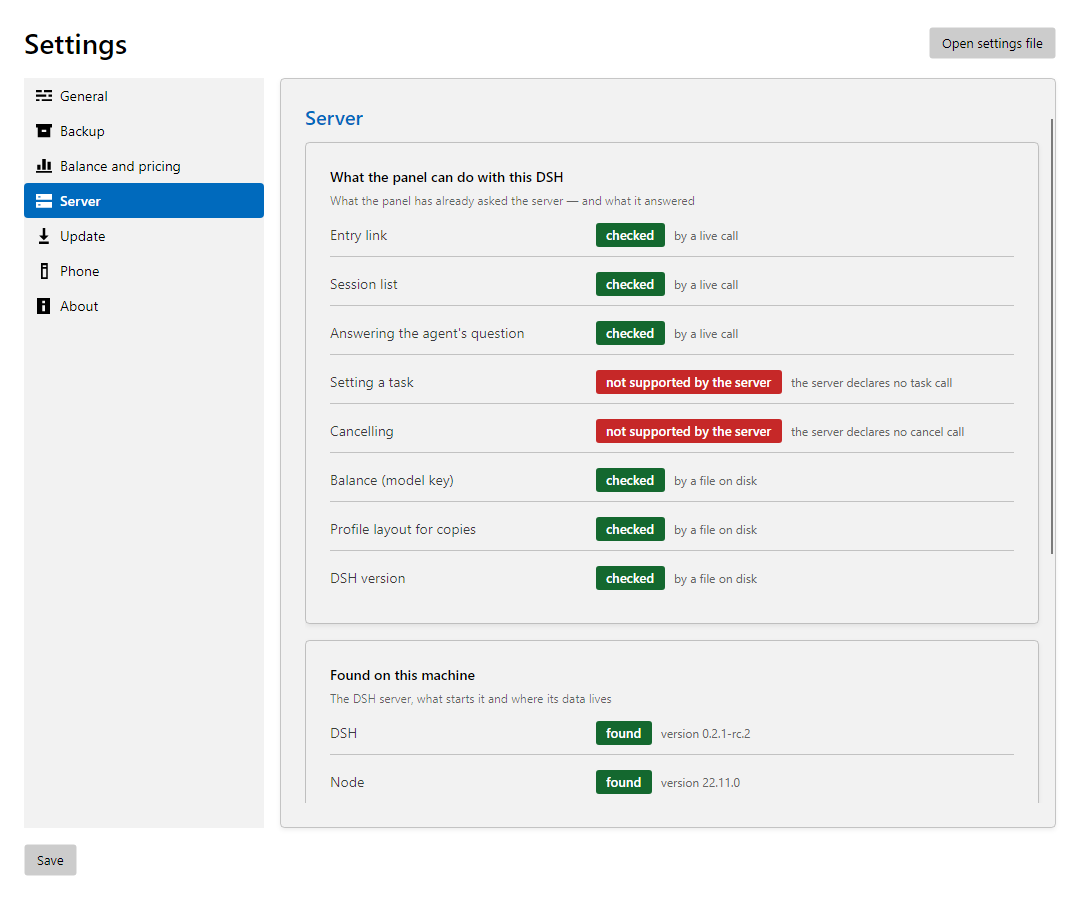 Settings
Open settings file
General
Backup
Balance and pricing
Server
Update
Phone
About
Server
What the panel can do with this DSH
What the panel has already asked the server — and what it answered
Entry link checked by a live call
Session list checked by a live call
Answering the agent's question checked by a live call
Setting a task not supported by the server the server declares no task call
Cancelling not supported by the server the server declares no cancel call
Balance (model key) checked by a file on disk
Profile layout for copies checked by a file on disk
DSH version checked by a file on disk
Found on this machine
The DSH server, what starts it and where its data lives
DSH found version 0.2.1-rc.2
Node found version 22.11.0
Save